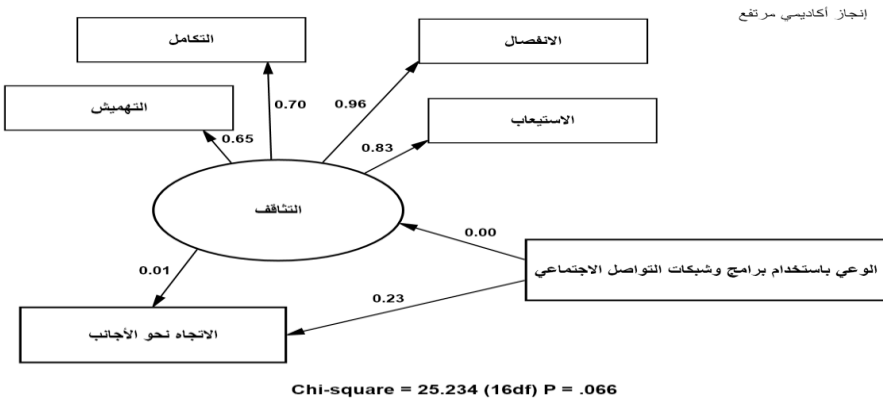 إنجاز أكاديمي مرتفع
الانفصال
التكامل
التهميش
الاستيعاب
0.96
0.70
0.65
0.83
التثاقف
0.00
0.01
0.23
الوعي باستخدام برامج وشبكات التواصل الاجتماعي
الاتجاه نحو الأجانب
Chi-square = 25.234 (16df) P = .066